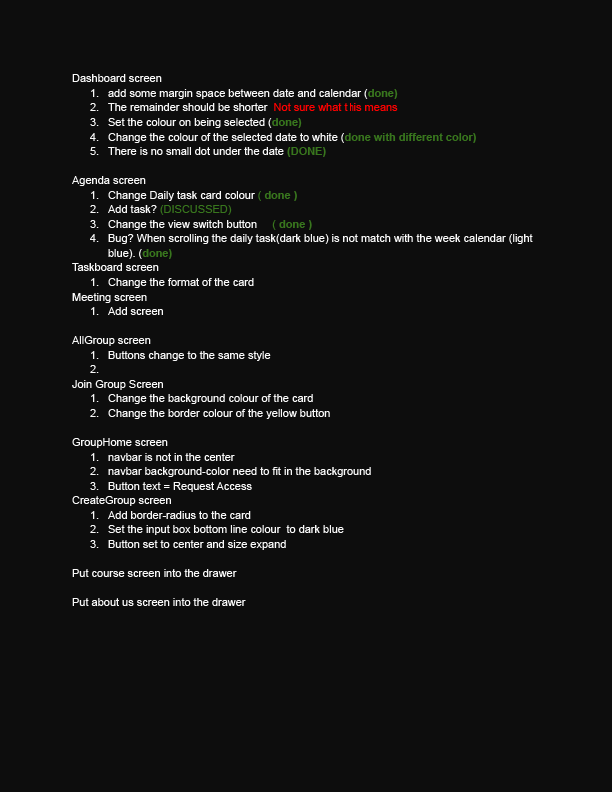 Dashboard screen
1. add some margin space between date and calendar (done)
2. The remainder should be shorter Not sure what this means
3. Set the colour on being selected (done)
4. Change the colour of the selected date to white (done with different color)
5. There is no small dot under the date (DONE)
Agenda screen
1. Change Daily task card colour ( done )
2. Add task? (DISCUSSED)
3. Change the view switch button ( done )
4. Bug? When scrolling the daily task(dark blue) is not match with the week calendar (light
blue). (done)
Taskboard screen
1. Change the format of the card
Meeting screen
1. Add screen
AllGroup screen
1. Buttons change to the same style
2.
Join Group Screen
1. Change the background colour of the card
2. Change the border colour of the yellow button
GroupHome screen
1. navbar is not in the center
2. navbar background-color need to fit in the background
3. Button text = Request Access
CreateGroup screen
1. Add border-radius to the card
2. Set the input box bottom line colour to dark blue
3. Button set to center and size expand
Put course screen into the drawer
Put about us screen into the drawer